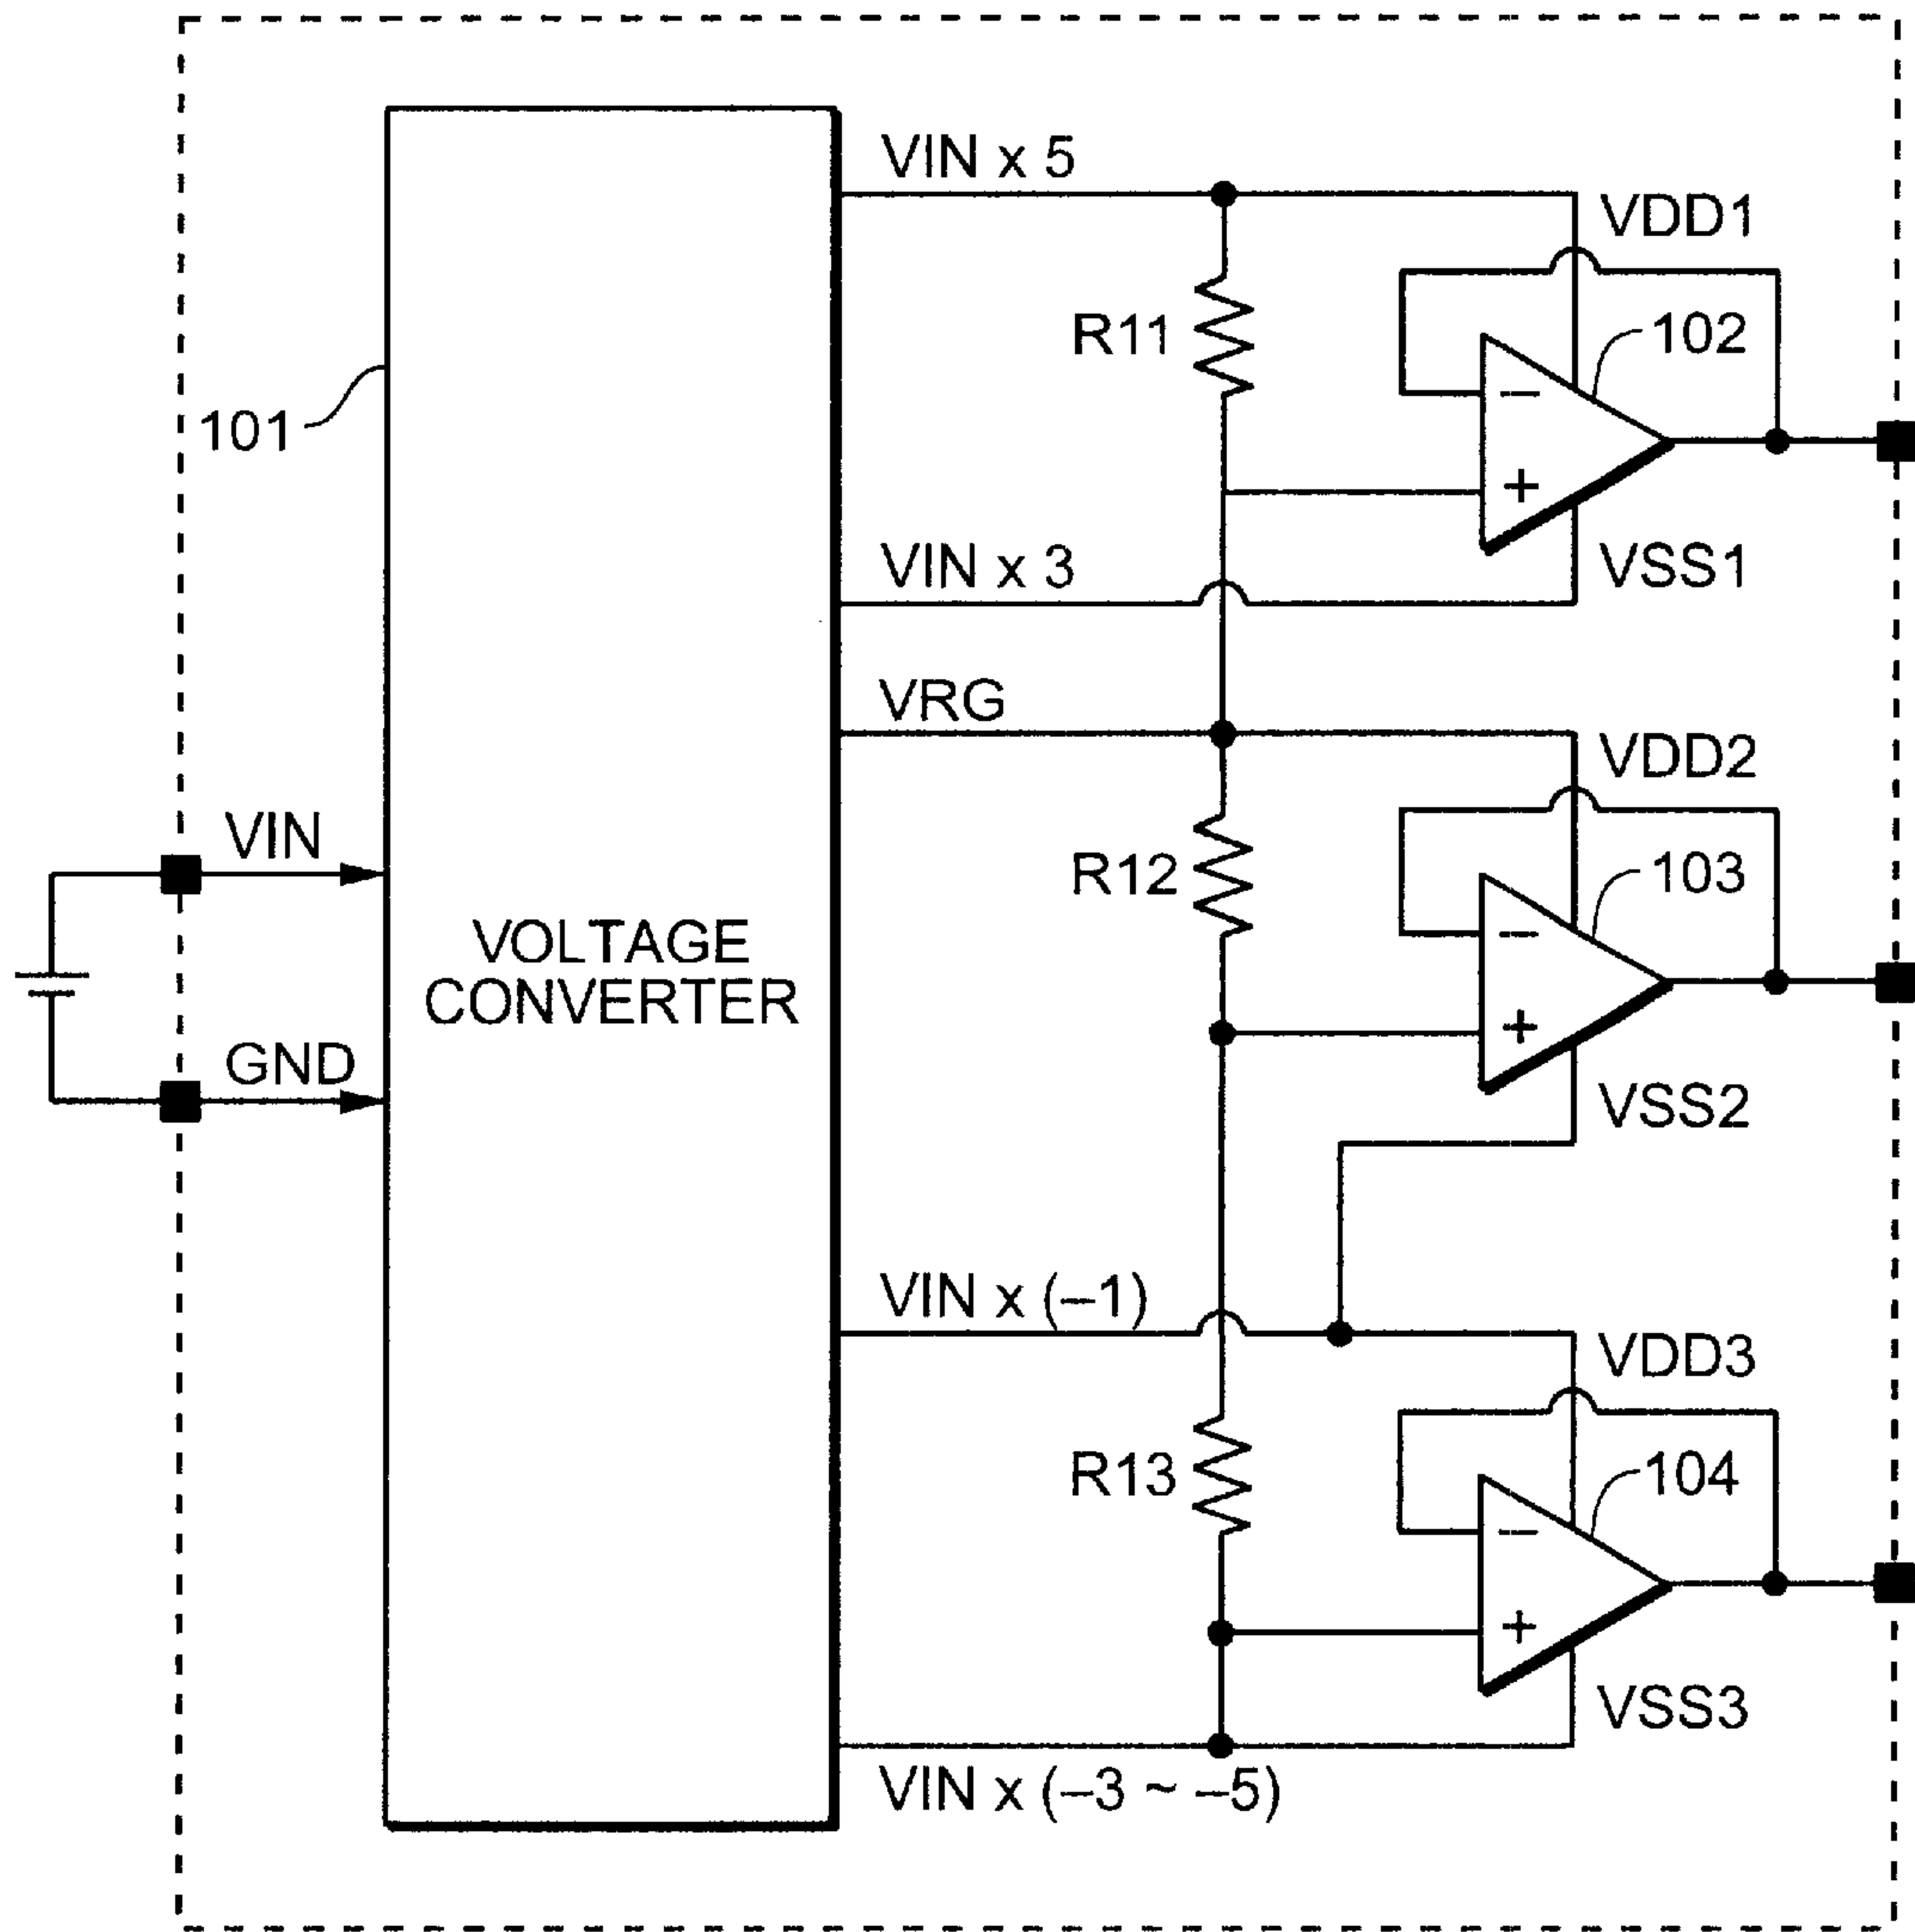 VIN x 5
VDD1
R11
102
101
–
+
VIN x 3
VSS1
VRG
VDD2
VIN
R12
103
VOLTAGE
CONVERTER
–
+
GND
VSS2
VIN x (–1)
VDD3
R13
104
–
+
VSS3
VIN x (–3 ~ –5)